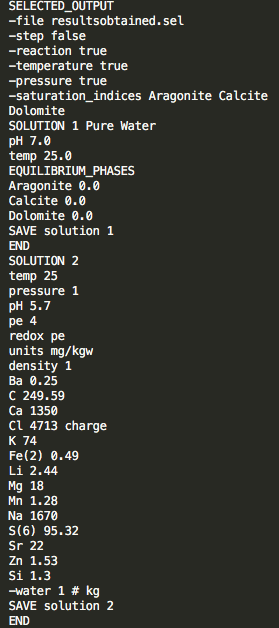 SELECTED_OUTPUT
-file resultsobtained.sel
-step false
-reaction true
-temperature true
-pressure true
-saturation_indices Aragonite Calcite
Dolomite
SOLUTION 1 Pure Water
pH 7.0
temp 25.0
EQUILIBRIUM_PHASES
Aragonite 0.0
Calcite 0.0
Dolomite 0.0
SAVE solution 1
END
SOLUTION 2
temp 25
pressure 1
pH 5.7
pe 4
redox pe
units mg/kgw
density 1
Ba 0.25
C 249.59
Ca 1350
Cl 4713 charge
K 74
Fe(2) 0.49
Li 2.44
Mg 18
Mn 1.28
Na 1670
S(6) 95.32
Sr 22
Zn 1.53
Si 1.3
-water 1 # kg
SAVE solution 2
END